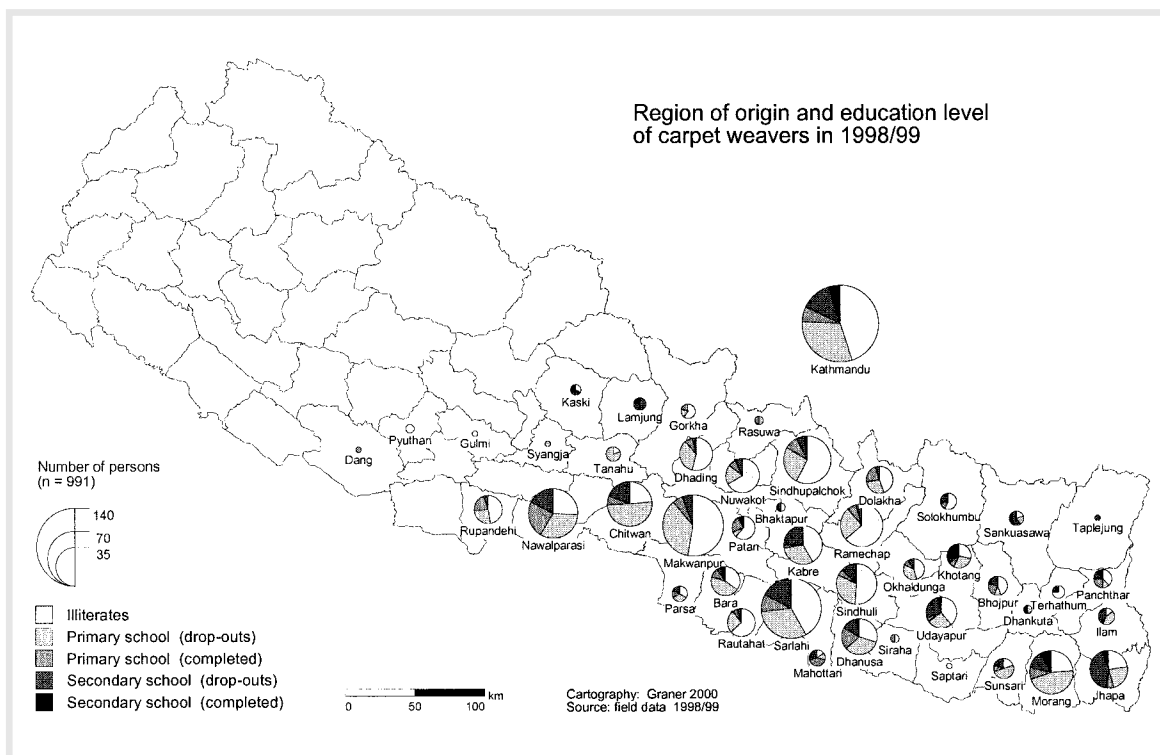 Region of origin and education level
of carpet weavers in 1998/99
Kathmandu
Kaski
Lamjung
Gorkha
Rasuwa
Pyuthan
Gulmi
Syangja
Dang
Tanahu
Dhading
Nuwakot
Sindhupalchok
Dolakha
Solokhumbu
Sankuasawa
Taplejung
Number of persons
(n = 991)
140
70
35
Rupandehi
Nawalparasi
Chitwan
Makwanpur
Patan
Bhaktapur
Kabre
Ramechap
Okhaldunga
Khotang
Bhojpur
Terhathum
Panchthar
Dhankuta
Ilam
Parsa
Bara
Rautahat
Sarlahi
Sindhuli
Udayapur
Dhanusa
Siraha
Mahottari
Saptari
Sunsari
Morang
Jhapa
Illiterates
Primary school (drop-outs)
Primary school (completed)
Secondary school (drop-outs)
Secondary school (completed)
0 50 100 km
Cartography: Graner 2000
Source: field data 1998/99